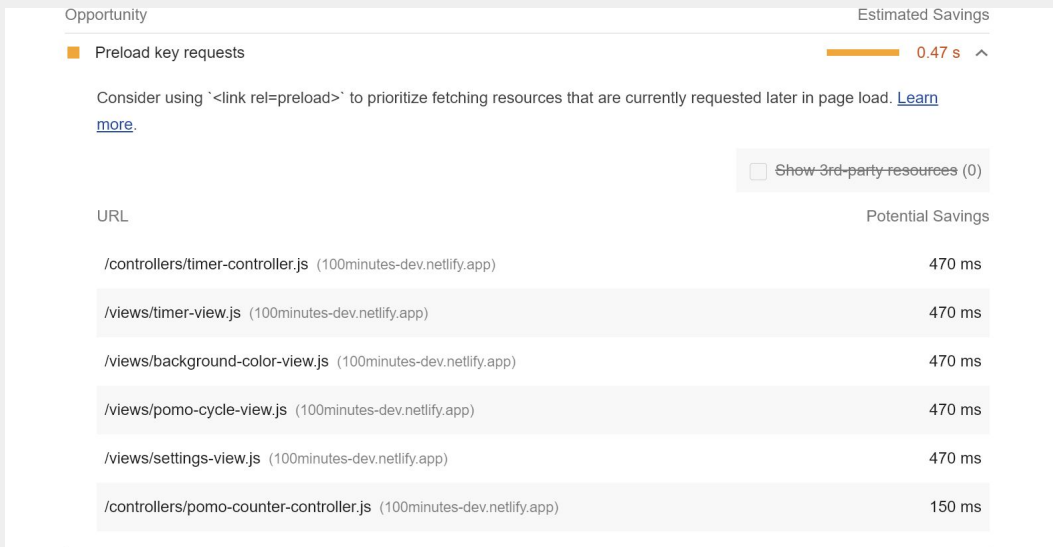 Opportunity Estimated Savings
Preload key requests 0.47 s
Consider using `<link rel=preload>` to prioritize fetching resources that are currently requested later in page load. Learn
more.
Show 3rd-party resources (0)
URL Potential Savings
/controllers/timer-controller.js (100minutes-dev.netlify.app) 470 ms
/views/timer-view.js (100minutes-dev.netlify.app) 470 ms
/views/background-color-view.js (100minutes-dev.netlify.app) 470 ms
/views/pomo-cycle-view.js (100minutes-dev.netlify.app) 470 ms
/views/settings-view.js (100minutes-dev.netlify.app) 470 ms
/controllers/pomo-counter-controller.js (100minutes-dev.netlify.app) 150 ms